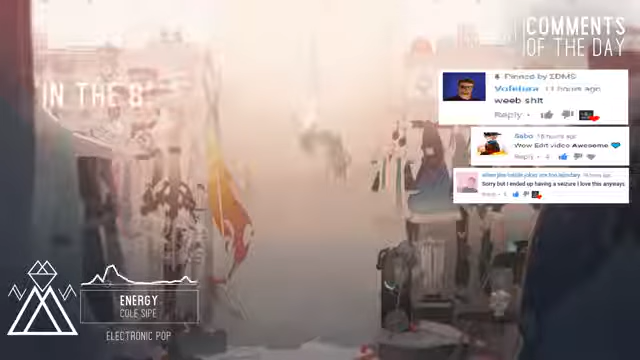 COMMENTS
OF THE DAY
IN THE B
Pinned by EDMS
11 hours ago
weeb shit
Reply
Sabo 16 hours ago
Wow Edit video Awesome
Reply 4
Sorry but I ended up having a seizure I love this anyways
Reply
ENERGY
COLE SIPE
ELECTRONIC POP